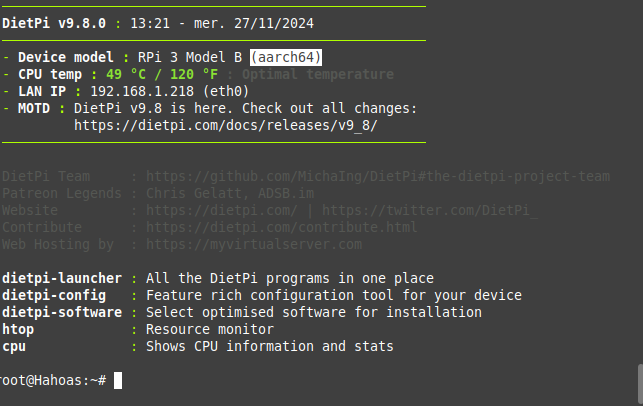 DietPi v9.8.0 : 13:21 - mer. 27/11/2024
- Device model : RPi 3 Model B (aarch64)
- CPU temp : 49 °C / 120 °F : Optimal temperature
- LAN IP : 192.168.1.218 (eth0)
- MOTD : DietPi v9.8 is here. Check out all changes:
https://dietpi.com/docs/releases/v9_8/
DietPi Team : https://github.com/MichaIng/DietPi#the-dietpi-project-team
Patreon Legends : Chris Gelatt, ADSB.im
Website : https://dietpi.com/ | https://twitter.com/DietPi_
Contribute : https://dietpi.com/contribute.html
Web Hosting by : https://myvirtualserver.com
dietpi-launcher : All the DietPi programs in one place
dietpi-config : Feature rich configuration tool for your device
dietpi-software : Select optimised software for installation
htop : Resource monitor
cpu : Shows CPU information and stats
root@Hahoas:~#